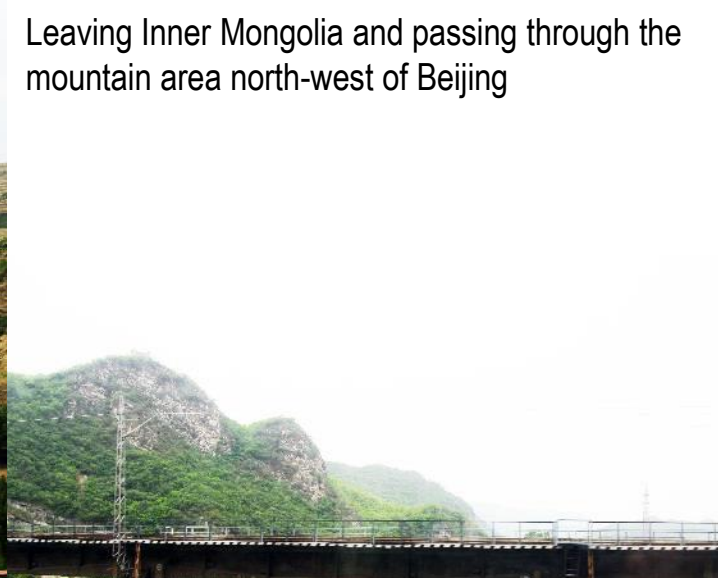 Leaving Inner Mongolia and passing through the
mountain area north-west of Beijing